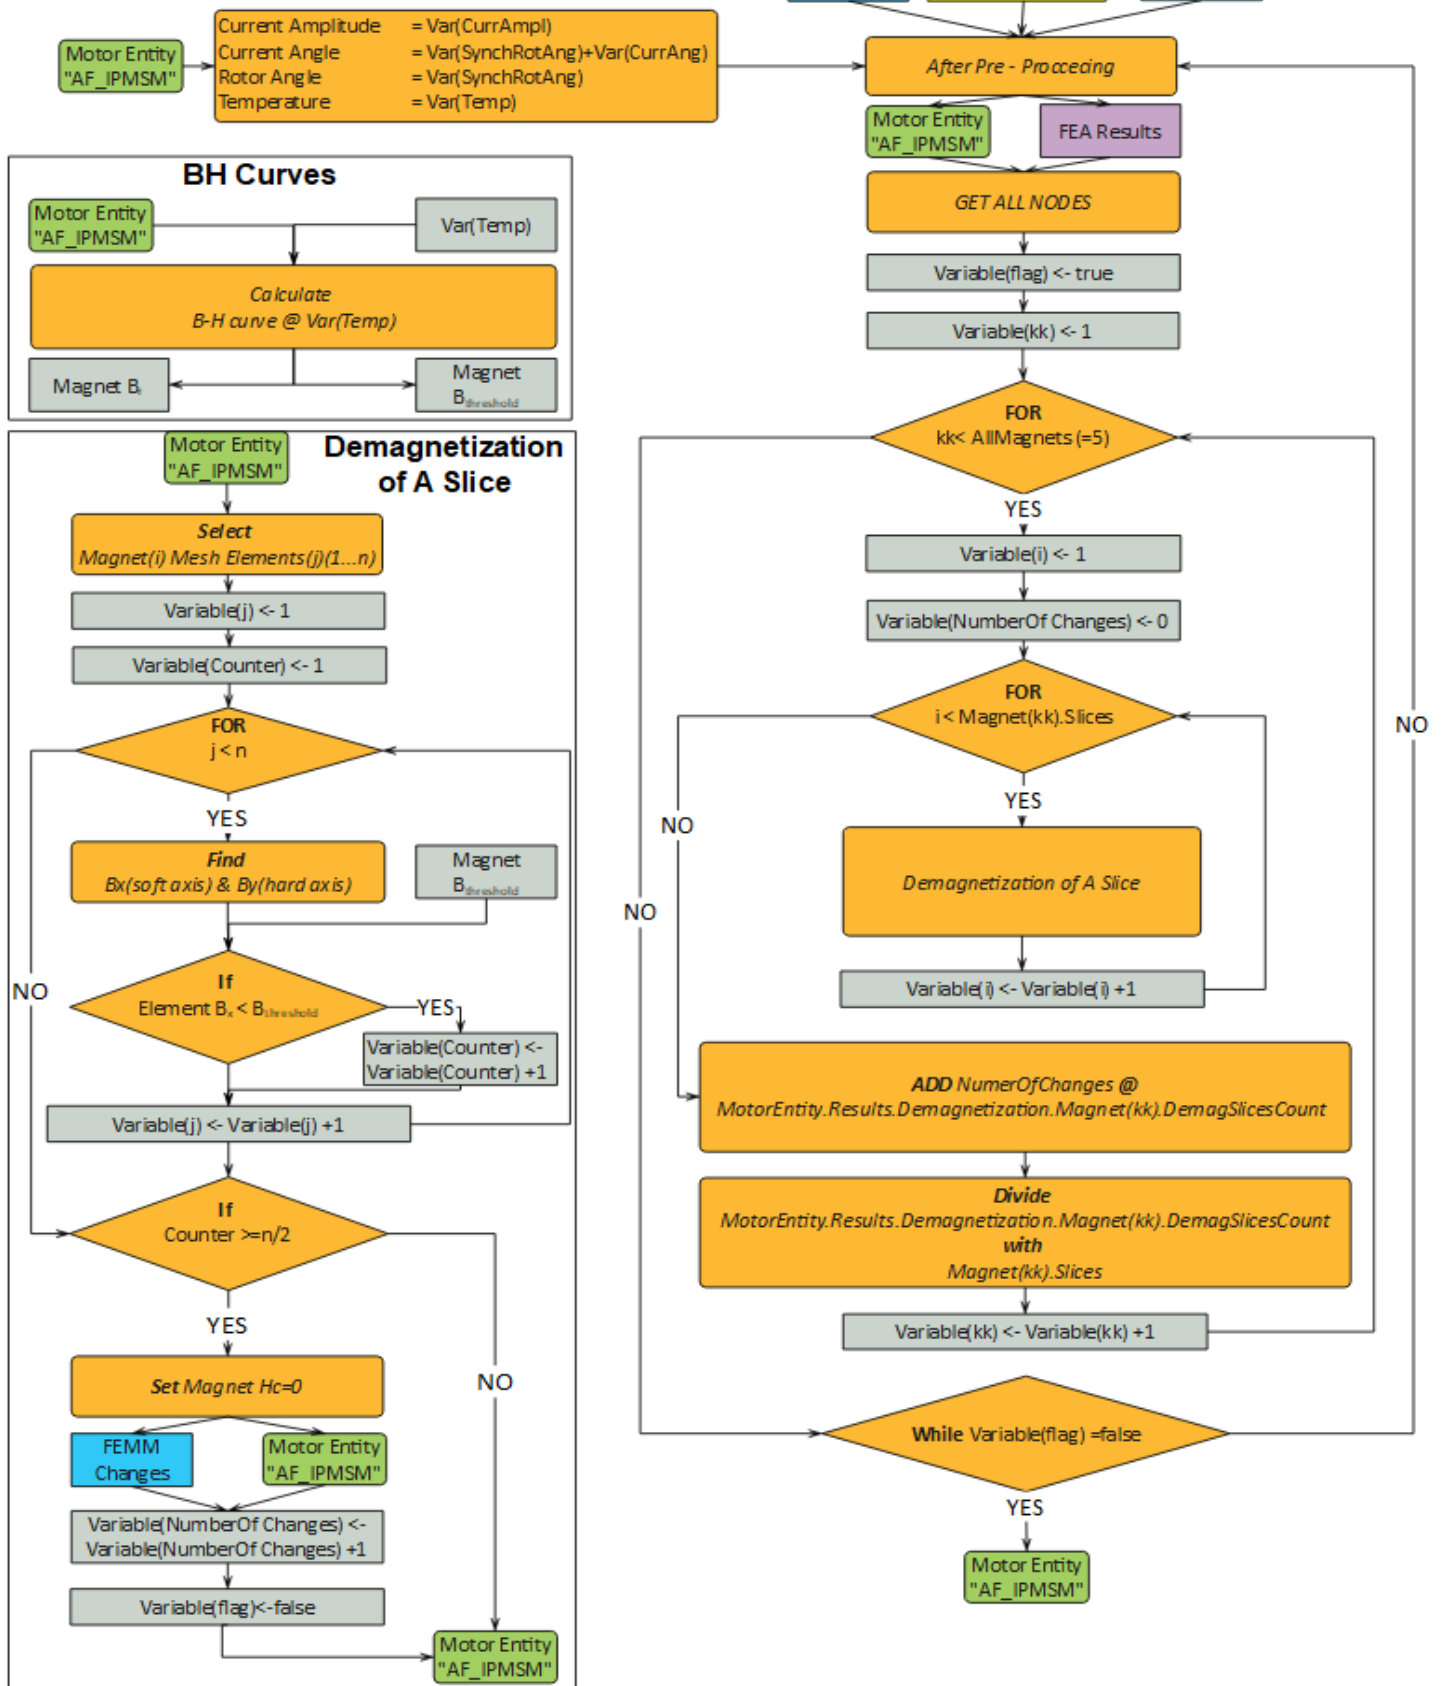 Motor Entity
"AF_IPMSM"
Current Amplitude = Var(CurrAmpl)
Current Angle = Var(SynchRotAng)+Var(CurrAng)
Rotor Angle = Var(SynchRotAng)
Temperature = Var(Temp)
After Pre - Proccecing
Motor Entity
"AF_IPMSM"
FEA Results
GET ALL NODES
Variable(flag) <- true
Variable(kk) <- 1
FOR
kk< AllMagnets (=5)
YES
Variable(i) <- 1
Variable(NumberOf Changes) <- 0
FOR
i< Magnet(kk).Slices
YES
NO
NO
NO
Demagnetization of A Slice
Variable(i) <- Variable(i) +1
ADD NumerOfChanges @
MotorEntity.Results.Demagnetization.Magnet(kk).DemagSlicesCount
Divide
MotorEntity.Results.Demagnetization.Magnet(kk).DemagSlicesCount
with
Magnet(kk).Slices
Variable(kk) <- Variable(kk) +1
While Variable(flag) =false
YES
Motor Entity
"AF_IPMSM"
BH Curves
Motor Entity
"AF_IPMSM"
Var(Temp)
Calculate
B-H curve @ Var(Temp)
Magnet Br
Magnet
Bthreshold
Demagnetization
of A Slice
Motor Entity
"AF_IPMSM"
Select
Magnet(i) Mesh Elements(j)(1...n)
Variable(j) <- 1
Variable(Counter) <- 1
FOR
j < n
YES
Find
Bx(soft axis) & By(hard axis)
Magnet
Bthreshold
NO
If
Element Bx < Bthreshold
YES
Variable(Counter) <-
Variable(Counter) +1
Variable(j) <- Variable(j) +1
If
Counter >=n/2
YES
NO
Set Magnet Hc=0
FEMM
Changes
Motor Entity
"AF_IPMSM"
Variable(NumberOf Changes) <-
Variable(NumberOf Changes) +1
Variable(flag)<-false
Motor Entity
"AF_IPMSM"